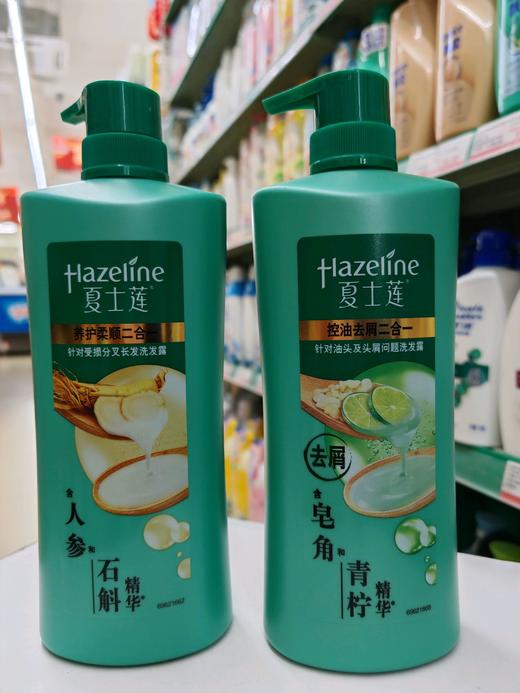 Hazeline
夏士莲®
养护柔顺二合一
针对受损分叉长发洗发露
含
人参
和
石斛
精华*
69621662
Hazeline
夏士莲®
控油去屑二合一
针对油头及头屑问题洗发露
去屑
含
皂角
和
青柠
精华*
69621668